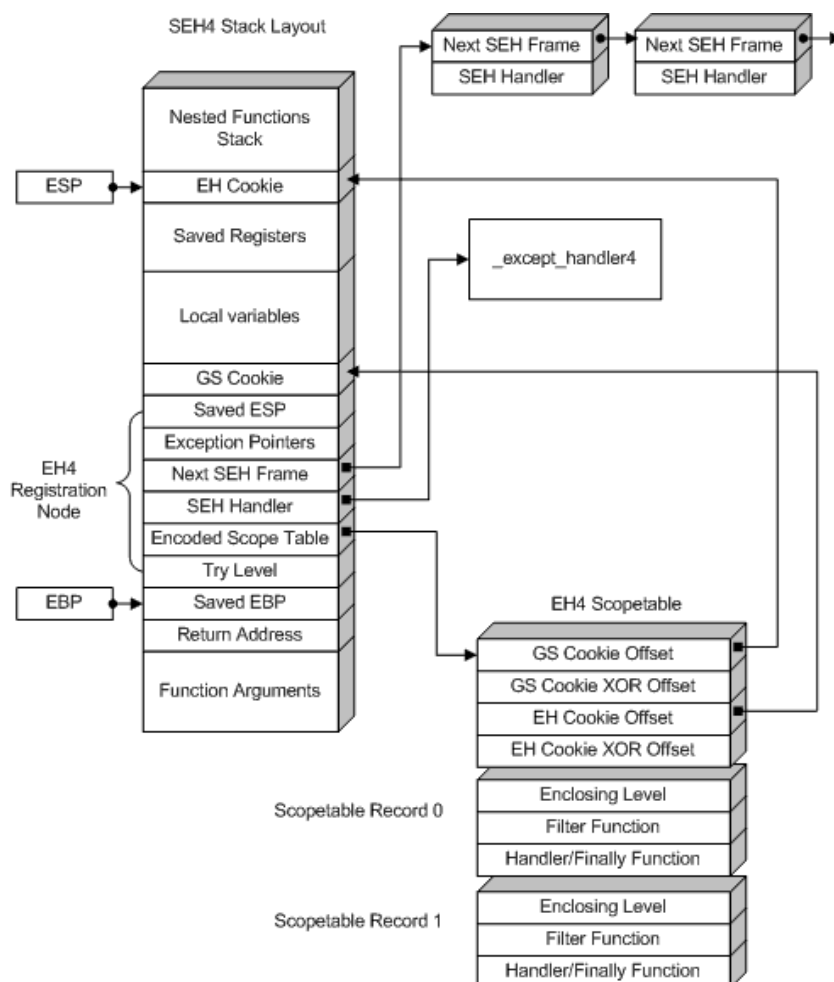 SEH4 Stack Layout
Next SEH Frame
SEH Handler
Next SEH Frame
SEH Handler
Nested Functions
Stack
ESP
EH Cookie
Saved Registers
_except_handler4
Local variables
GS Cookie
Saved ESP
Exception Pointers
EH4
Registration
Node
Next SEH Frame
SEH Handler
Encoded Scope Table
Try Level
EBP
Saved EBP
Return Address
Function Arguments
EH4 Scopetable
GS Cookie Offset
GS Cookie XOR Offset
EH Cookie Offset
EH Cookie XOR Offset
Scopetable Record 0
Enclosing Level
Filter Function
Handler/Finally Function
Scopetable Record 1
Enclosing Level
Filter Function
Handler/Finally Function